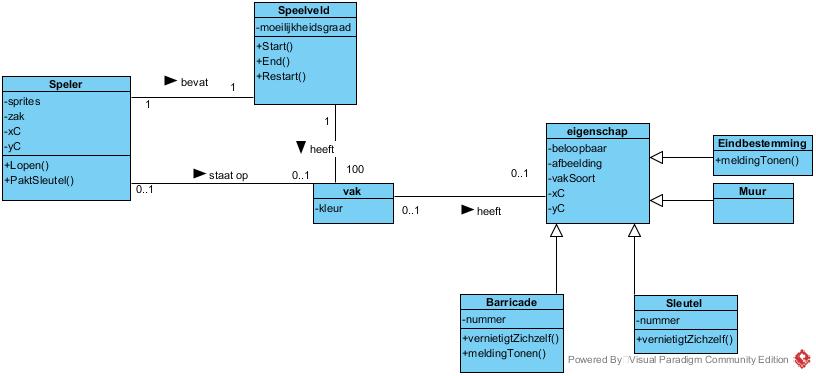 Speelveld
-moeilijkheidsgraad
+Start()
+End()
+Restart()
Speler
-sprites
-zak
-xC
-yC
+Lopen()
+PaktSleutel()
bevat
1
1
1
heeft
100
staat op
0..1
0..1
vak
-kleur
0..1
heeft
0..1
eigenschap
-beloopbaar
-afbeelding
-vakSoort
-xC
-yC
Eindbestemming
+meldingTonen()
Muur
Barricade
-nummer
+vernietigtZichzelf()
+meldingTonen()
Sleutel
-nummer
+vernietigtZichzelf()
Powered By Visual Paradigm Community Edition